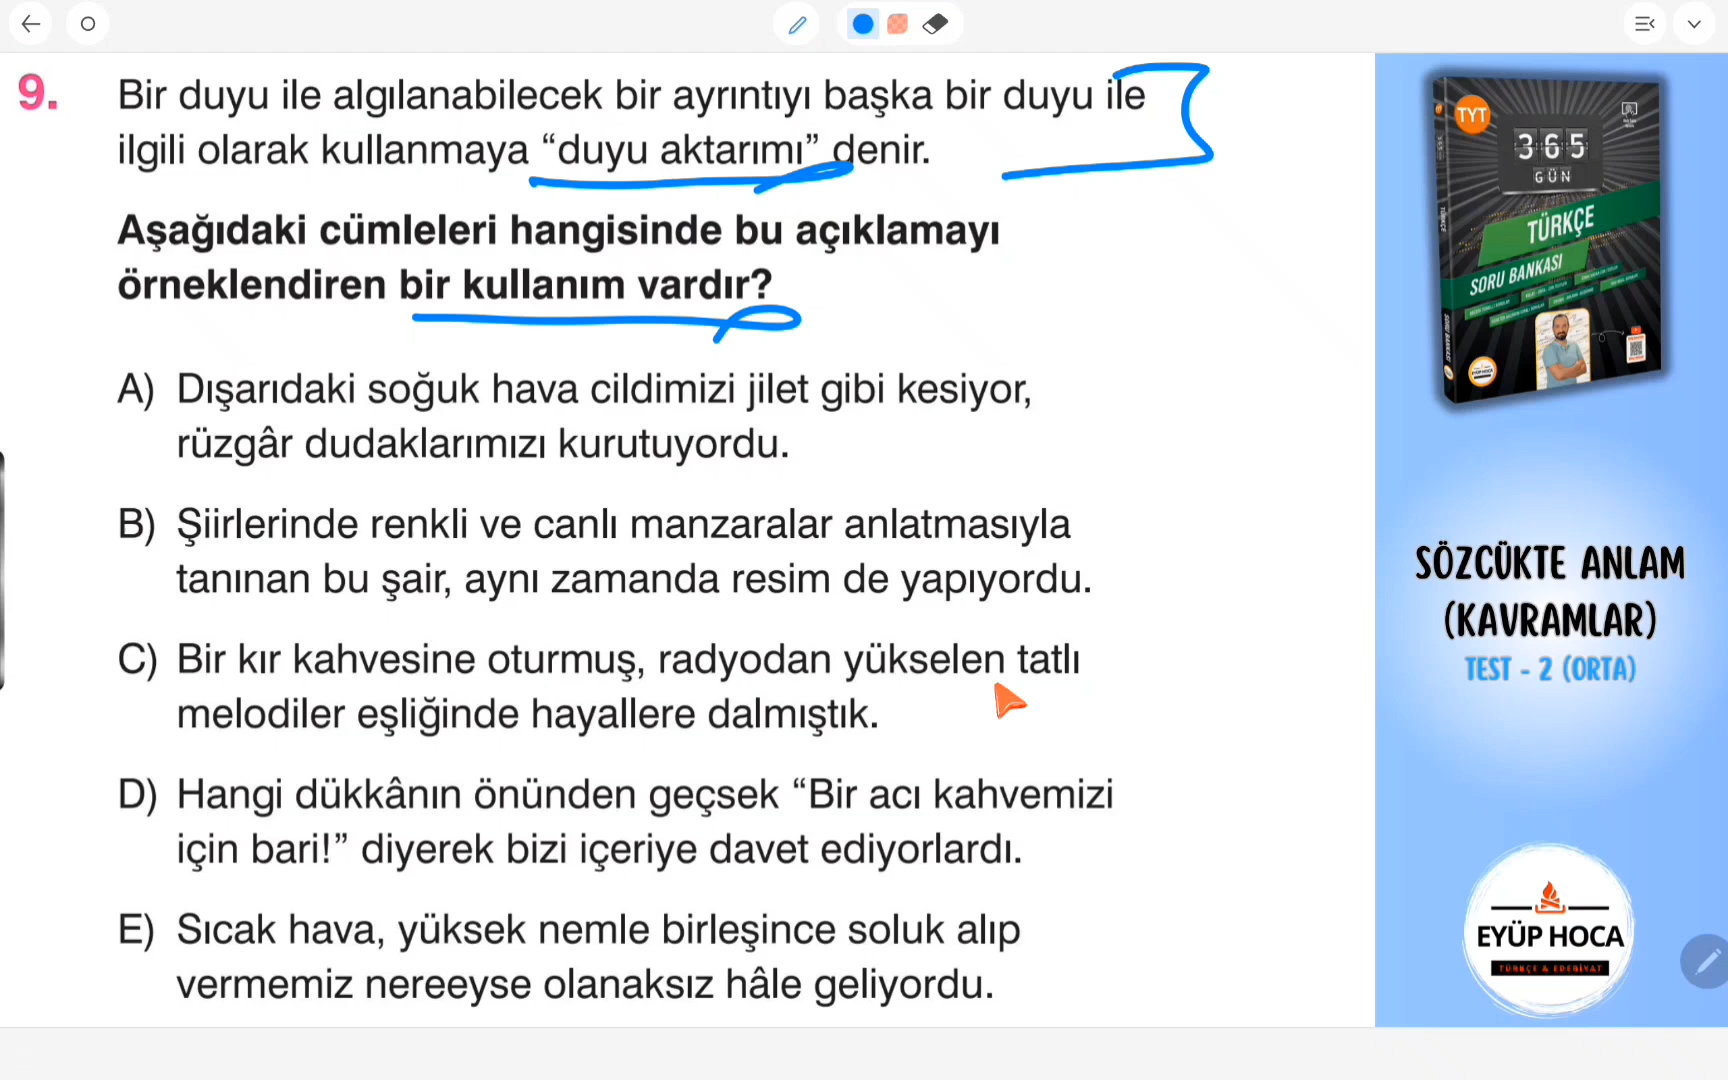 9. Bir duyu ile algılanabilecek bir ayrıntıyı başka bir duyu ile
ilgili olarak kullanmaya “duyu aktarımı” denir.
Aşağıdaki cümleleri hangisinde bu açıklamayı
örneklendiren bir kullanım vardır?
A) Dışarıdaki soğuk hava cildimizi jilet gibi kesiyor,
rüzgâr dudaklarımızı kurutuyordu.
B) Şiirlerinde renkli ve canlı manzaralar anlatmasıyla
tanınan bu şair, aynı zamanda resim de yapıyordu.
C) Bir kır kahvesine oturmuş, radyodan yükselen tatlı
melodiler eşliğinde hayallere dalmıştık.
D) Hangi dükkânın önünden geçsek “Bir acı kahvemizi
için bari!” diyerek bizi içeriye davet ediyorlardı.
E) Sıcak hava, yüksek nemle birleşince soluk alıp
vermemiz nereeyse olanaksız hâle geliyordu.
TYT
365
GÜN
TÜRKÇE
SORU BANKASI
SÖZCÜKTE ANLAM
(KAVRAMLAR)
TEST - 2 (ORTA)
EYÜP HOCA
TÜRKÇE & EDEBİYAT